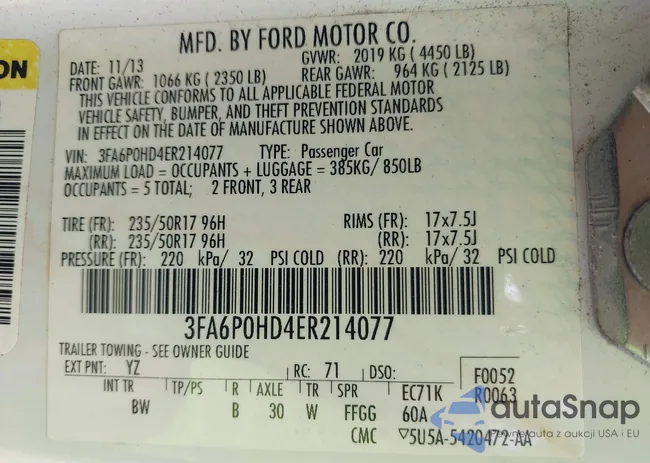 MFD. BY FORD MOTOR CO.
DATE: 11/13
GVWR: 2019 KG ( 4450 LB)
FRONT GAWR: 1066 KG ( 2350 LB)
REAR GAWR: 964 KG ( 2125 LB)
THIS VEHICLE CONFORMS TO ALL APPLICABLE FEDERAL MOTOR
VEHICLE SAFETY, BUMPER, AND THEFT PREVENTION STANDARDS
IN EFFECT ON THE DATE OF MANUFACTURE SHOWN ABOVE.
VIN: 3FA6P0HD4ER214077 TYPE: Passenger Car
MAXIMUM LOAD = OCCUPANTS + LUGGAGE = 385KG/ 850LB
OCCUPANTS = 5 TOTAL; 2 FRONT, 3 REAR
TIRE (FR): 235/50R17 96H RIMS (FR): 17x7.5J
(RR): 235/50R17 96H (RR): 17x7.5J
PRESSURE (FR): 220 kPa/ 32 PSI COLD (RR): 220 kPa/ 32 PSI COLD
3FA6P0HD4ER214077
TRAILER TOWING - SEE OWNER GUIDE
EXT PNT: YZ RC: 71 DSO: F0052
INT TR TP/PS R AXLE TR SPR EC71K R0063
BW B 30 W FFGG 60A
CMC ▽5U5A-5420472-AA
ON
autoSnap
Pewne auta z aukcji USA i EU